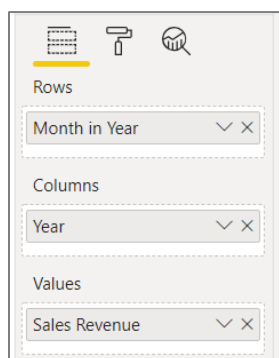 Rows
Month in Year
Columns
Year
Values
Sales Revenue